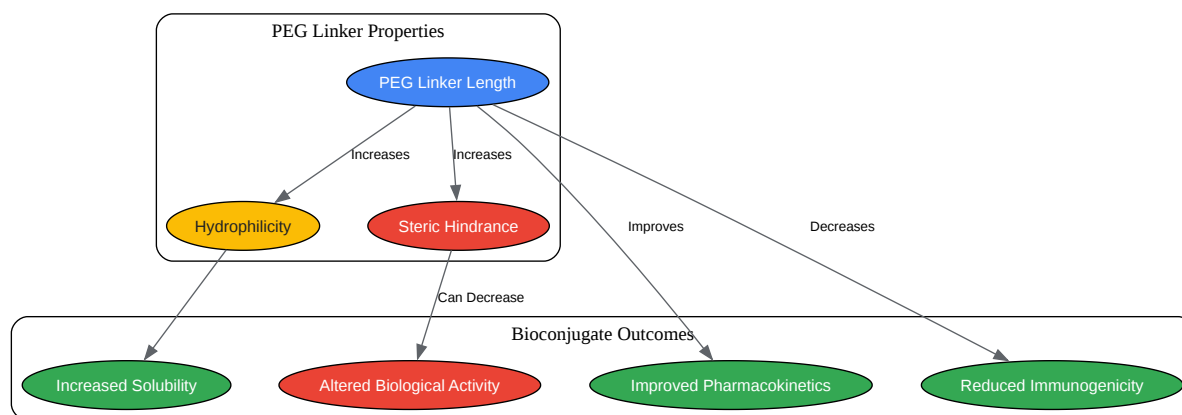 PEG Linker Properties
PEG Linker Length
Increases
Increases
Hydrophilicity
Steric Hindrance
Improves
Decreases
Can Decrease
Bioconjugate Outcomes
Increased Solubility
Altered Biological Activity
Improved Pharmacokinetics
Reduced Immunogenicity